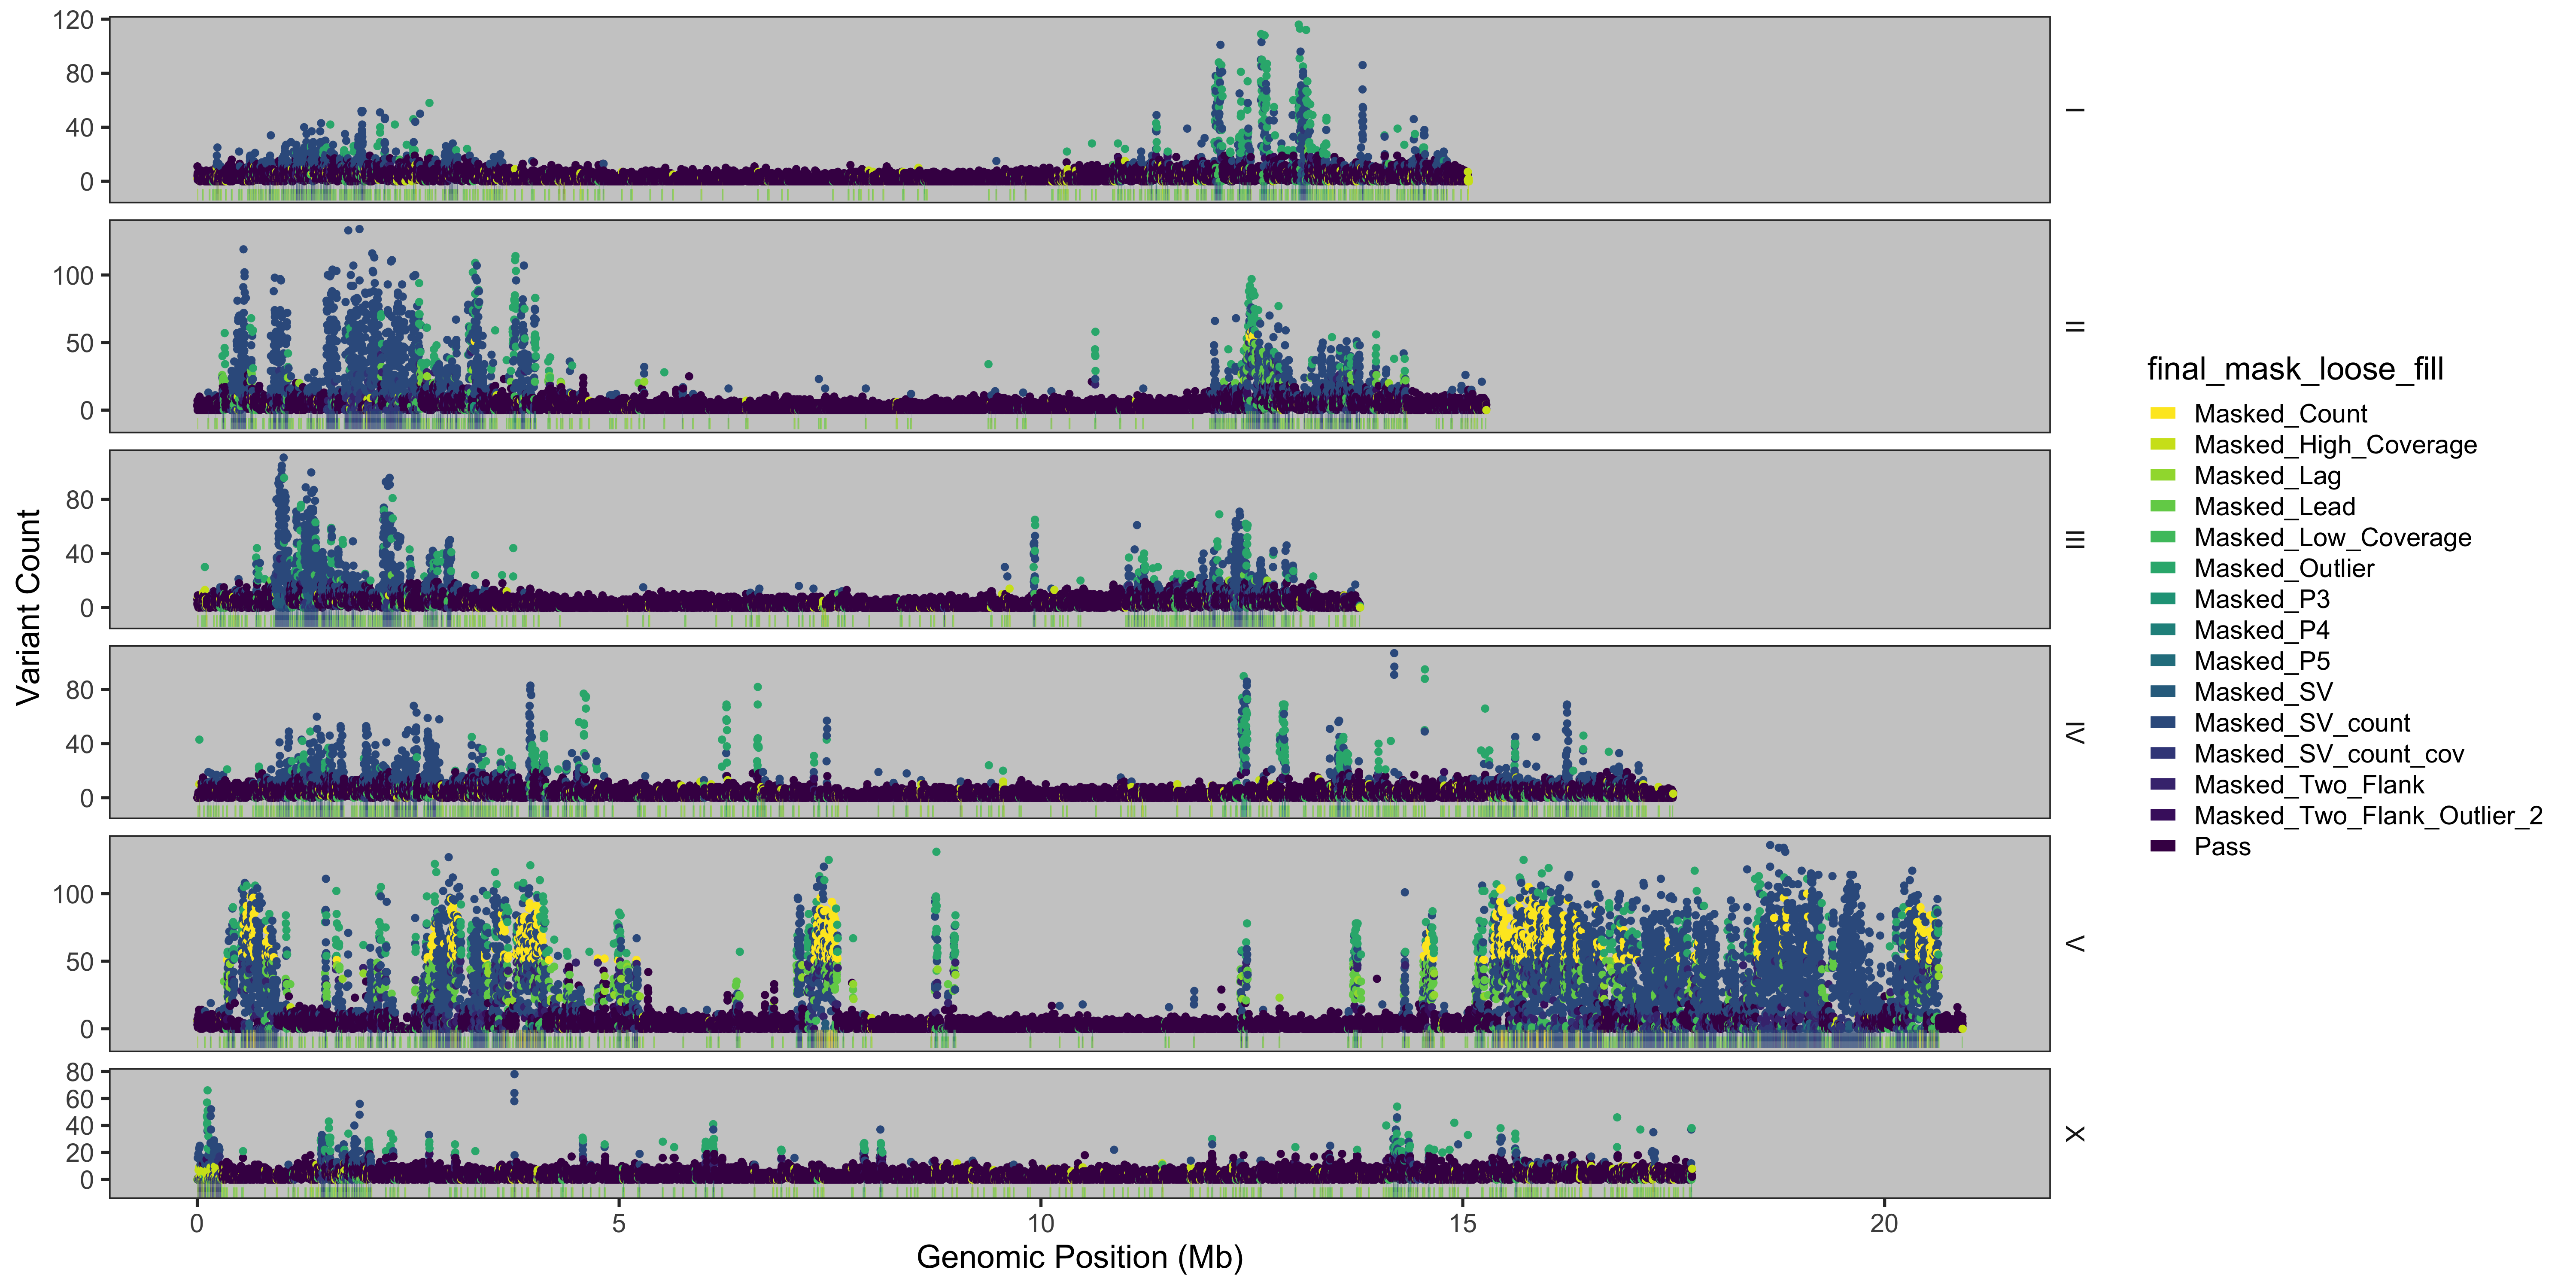 120
80
40
0
I
100
50
0
II
80
40
0
III
80
40
0
IV
100
50
0
V
80
60
40
20
0
X
0 5 10 15 20
Genomic Position (Mb)
Variant Count
final_mask_loose_fill
Masked_Count
Masked_High_Coverage
Masked_Lag
Masked_Lead
Masked_Low_Coverage
Masked_Outlier
Masked_P3
Masked_P4
Masked_P5
Masked_SV
Masked_SV_count
Masked_SV_count_cov
Masked_Two_Flank
Masked_Two_Flank_Outlier_2
Pass